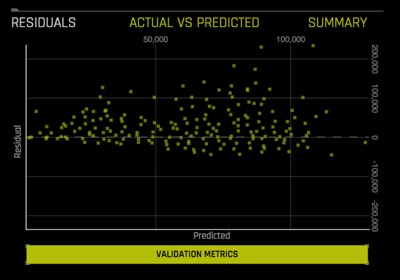 RESIDUALS ACTUAL VS PREDICTED SUMMARY
50,000 100,000
200,000
100,000
0
-100,000
-200,000
Residual
Predicted
VALIDATION METRICS